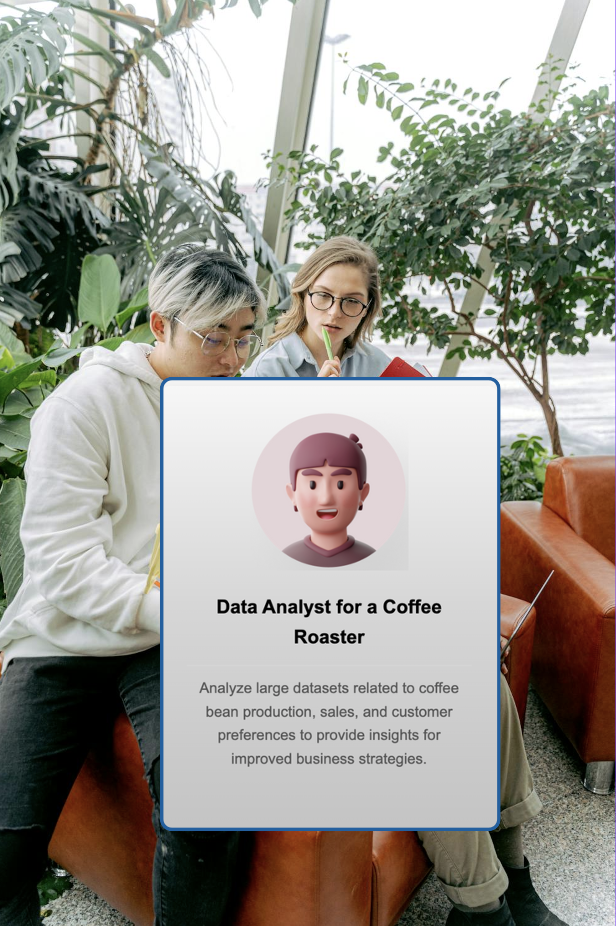 Data Analyst for a Coffee
Roaster
Analyze large datasets related to coffee
bean production, sales, and customer
preferences to provide insights for
improved business strategies.